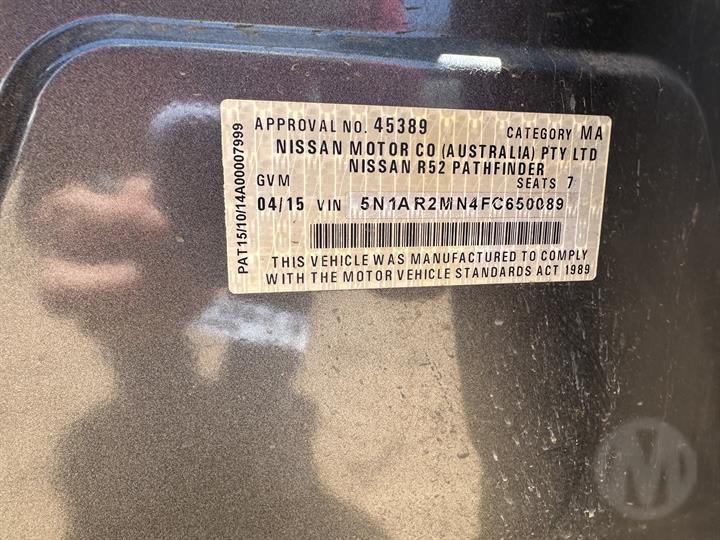 APPROVAL NO. 45389 CATEGORY MA
NISSAN MOTOR CO (AUSTRALIA) PTY LTD
NISSAN R52 PATHFINDER
GVM SEATS 7
04/15 VIN 5N1AR2MN4FC650089
THIS VEHICLE WAS MANUFACTURED TO COMPLY
WITH THE MOTOR VEHICLE STANDARDS ACT 1989
PAT15/10/14A00007999
M